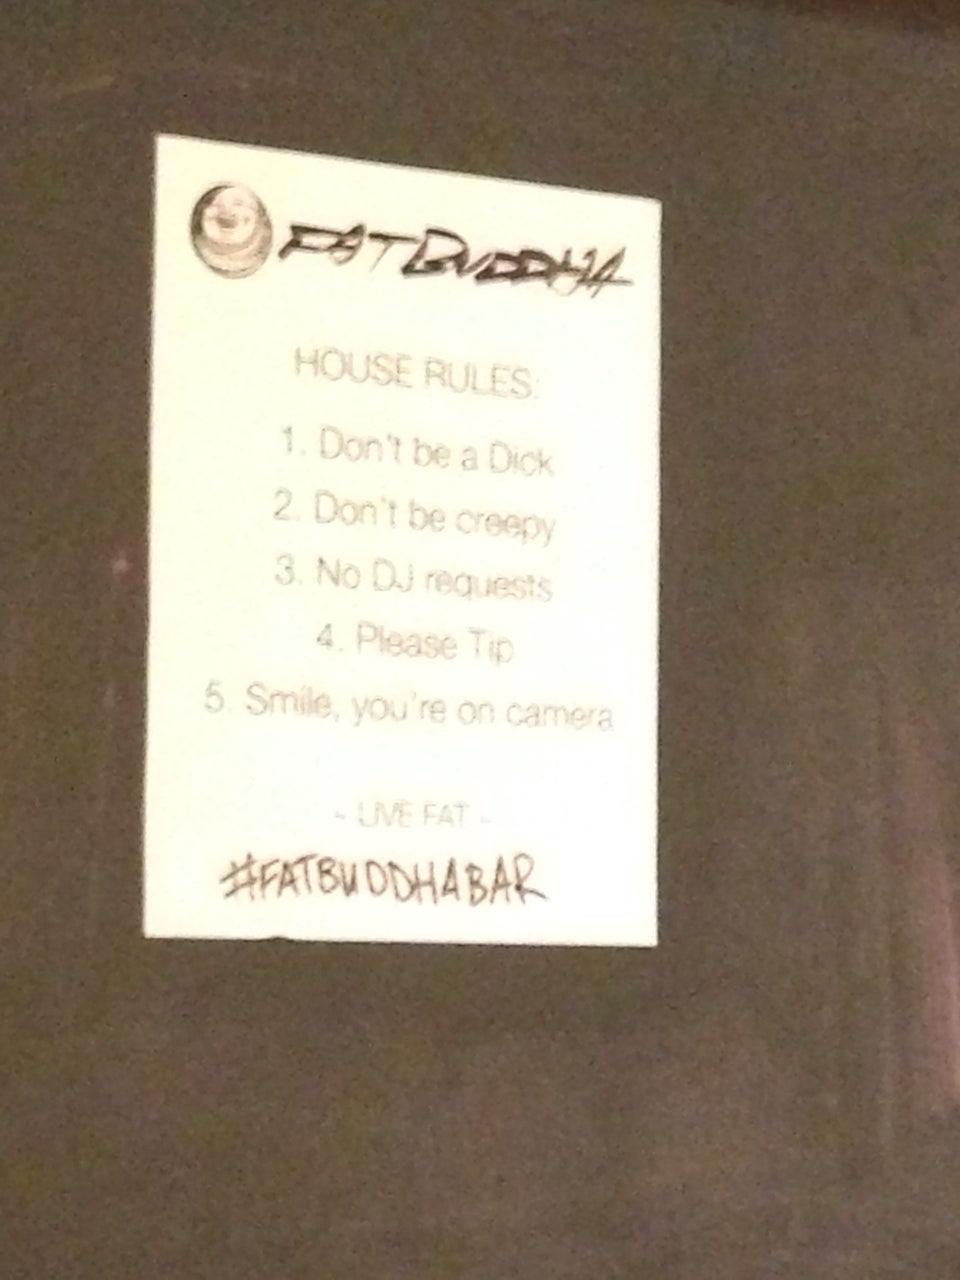 FATBUDDHA
HOUSE RULES:
1. Don't be a Dick
2. Don't be creepy
3. No DJ requests
4. Please Tip
5. Smile, you're on camera
- LIVE FAT -
#FATBUDDHABAR